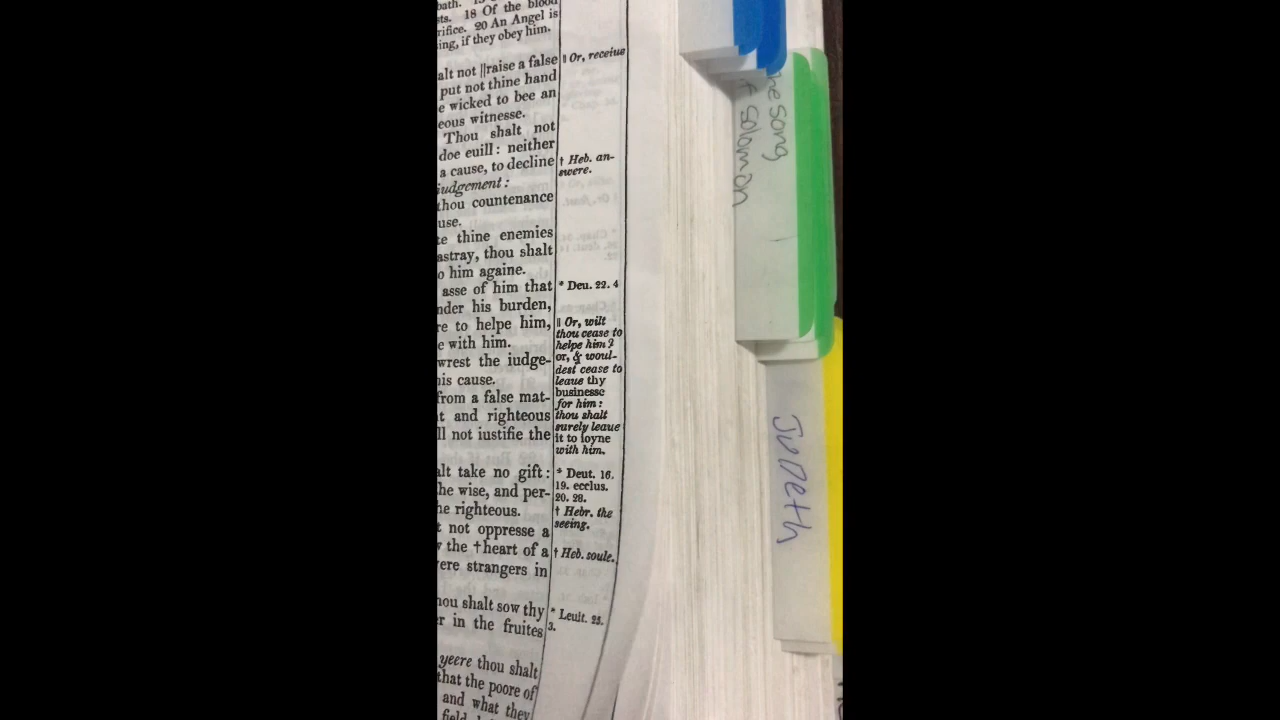 bath.
sts. 18 Of the blood
rifice. 20 An Angel is
ing, if they obey him.
alt not ||raise a false
put not thine hand
e wicked to bee an
eous witnesse.
Thou shalt not
doe euill: neither
a cause, to decline
iudgement:
thou countenance
use.
te thine enemies
astray, thou shalt
o him againe.
asse of him that
nder his burden,
re to helpe him,
e with him.
wrest the iudge-
his cause.
from a false mat-
t and righteous
ll not iustifie the
alt take no gift:
he wise, and per-
he righteous.
t not oppresse a
the †heart of a
vere strangers in
hou shalt sow thy
r in the fruites
yeere thou shalt
that the poore of
and what they
|| Or, receiue
† Heb. an-
swere.
* Deu. 22. 4
|| Or, wilt
thou cease to
helpe him?
or, & woul-
dest cease to
leaue thy
businesse
for him:
thou shalt
surely leaue
it to ioyne
with him.
* Deut. 16.
19. ecclus.
20. 28.
† Hebr. the
seeing.
† Heb. soule.
* Leuit. 25.
3.
he song
f solomon
JuDeth